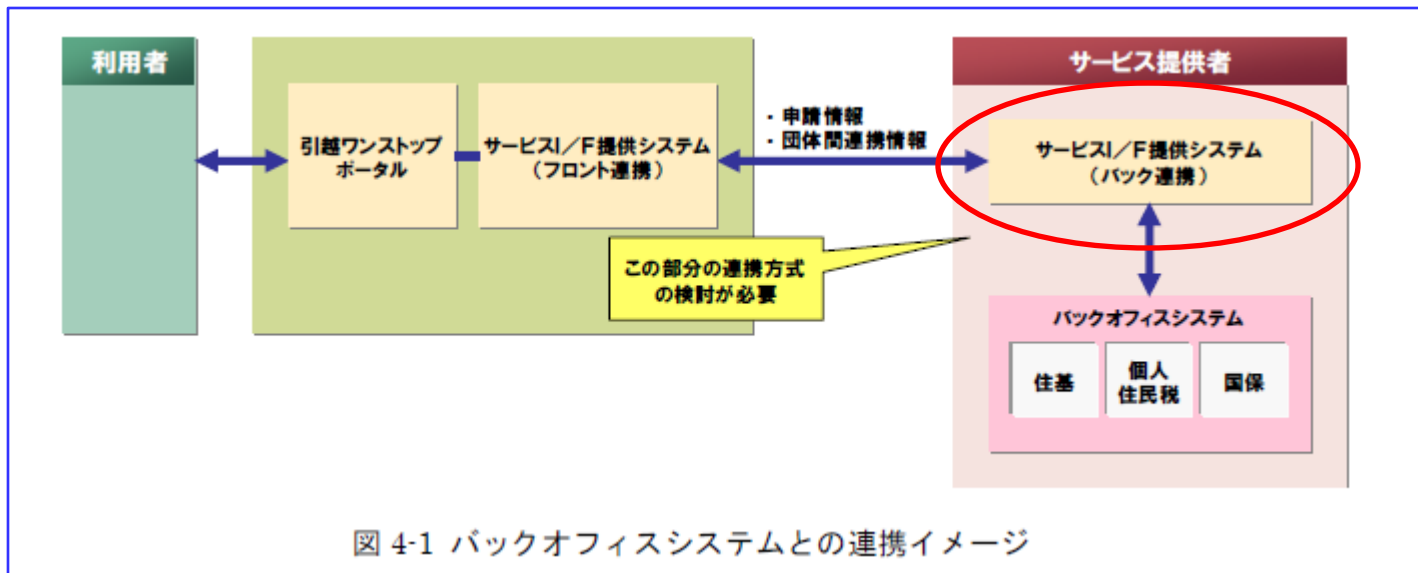 利用者
引越ワンストップ
ポータル
サービスI/F提供システム
(フロント連携)
・申請情報
・団体間連携情報
サービス提供者
サービスI/F提供システム
(バック連携)
この部分の連携方式
の検討が必要
バックオフィスシステム
住基
個人
住民税
国保
図 4-1 バックオフィスシステムとの連携イメージ